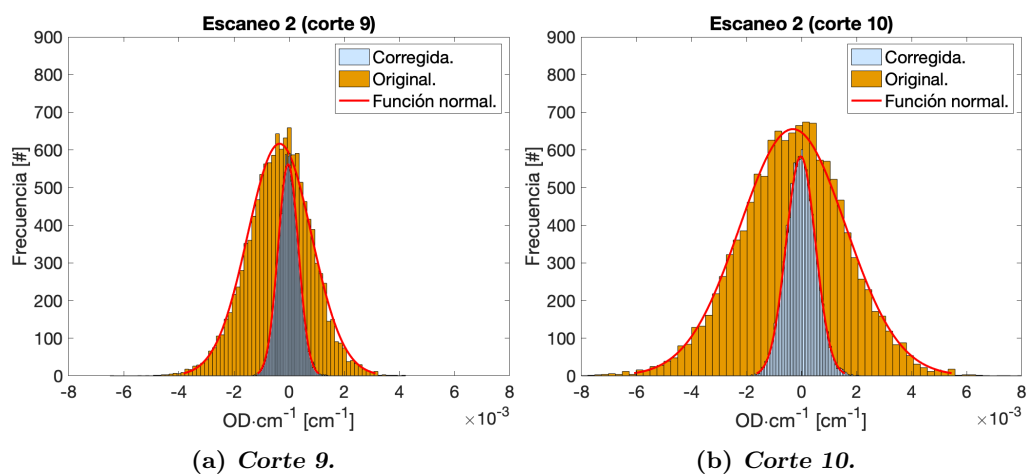 Escaneo 2 (corte 9)
Frecuencia [#]
900
800
700
600
500
400
300
200
100
0
Corregida.
Original.
Función normal.
-8 -6 -4 -2 0 2 4 6 8
×10⁻³
OD·cm⁻¹ [cm⁻¹]
(a) Corte 9.
Escaneo 2 (corte 10)
Frecuencia [#]
900
800
700
600
500
400
300
200
100
0
Corregida.
Original.
Función normal.
-8 -6 -4 -2 0 2 4 6 8
×10⁻³
OD·cm⁻¹ [cm⁻¹]
(b) Corte 10.